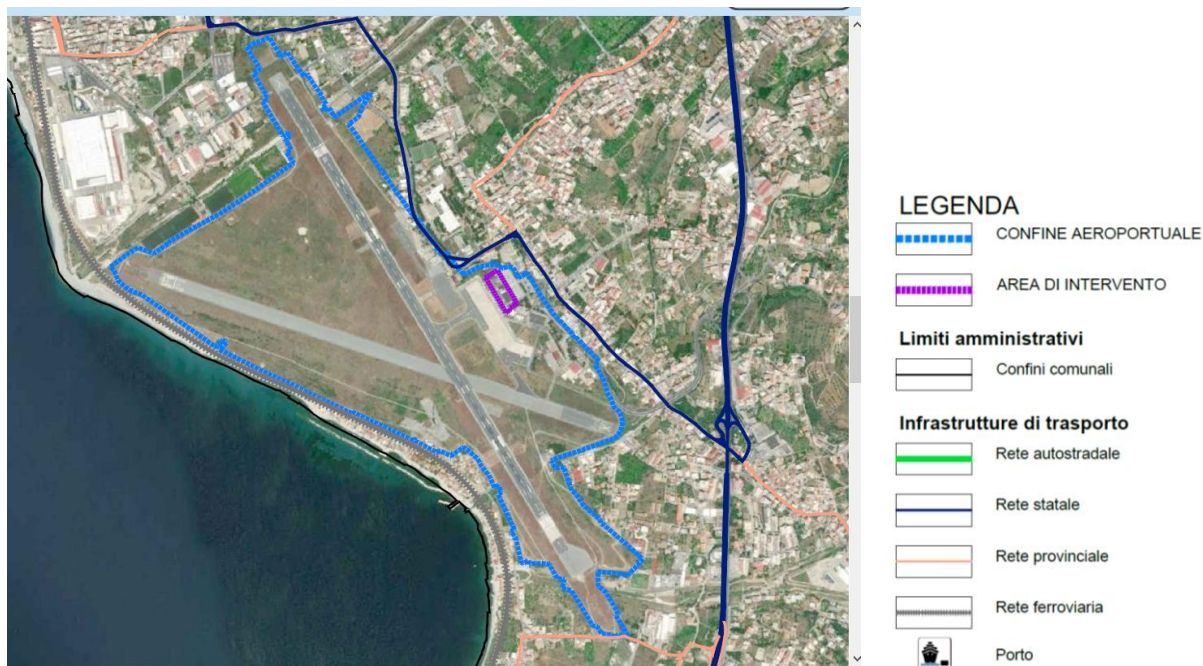 LEGENDA
CONFINE AEROPORTUALE
AREA DI INTERVENTO
Limiti amministrativi
Confini comunali
Infrastrutture di trasporto
Rete autostradale
Rete statale
Rete provinciale
Rete ferroviaria
Porto